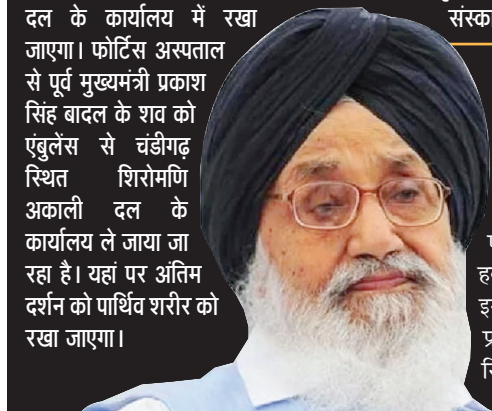 दल के कार्यालय में रखा
जाएगा। फोर्टिस अस्पताल
से पूर्व मुख्यमंत्री प्रकाश
सिंह बादल के शव को
एंबुलेंस से चंडीगढ़
स्थित शिरोमणि
अकाली दल के
कार्यालय ले जाया जा
रहा है। यहां पर अंतिम
दर्शन को पार्थिव शरीर को
रखा जाएगा।